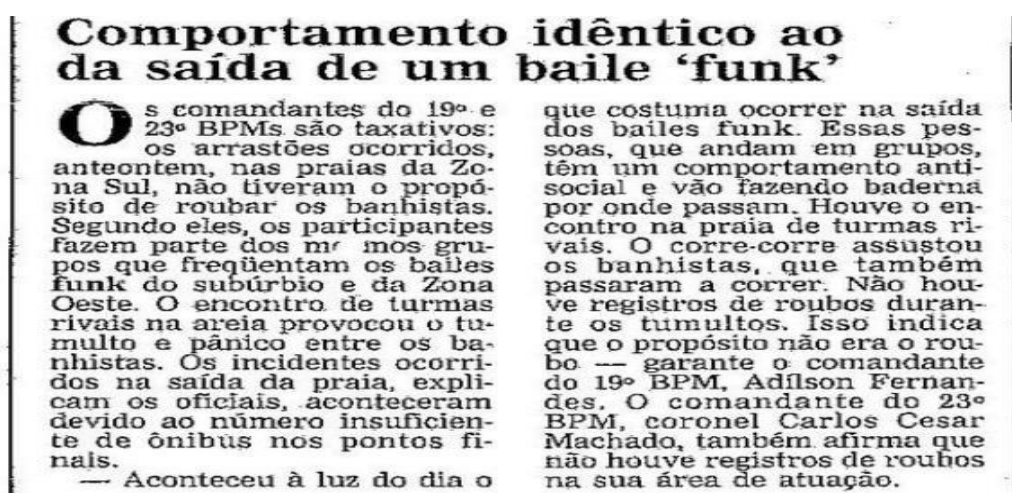 Comportamento idêntico ao
da saída de um baile ‘funk’
Os comandantes do 19º e
23º BPMs são taxativos:
os arrastões ocorridos,
anteontem, nas praias da Zo-
na Sul, não tiveram o propó-
sito de roubar os banhistas.
Segundo eles, os participantes
fazem parte dos mesmos gru-
pos que freqüentam os bailes
funk do subúrbio e da Zona
Oeste. O encontro de turmas
rivais na areia provocou o tu-
multo e pânico entre os ba-
nhistas. Os incidentes ocorri-
dos na saída da praia, expli-
cam os oficiais, aconteceram
devido ao número insuficien-
te de ônibus nos pontos fi-
nais.
— Aconteceu à luz do dia o
que costuma ocorrer na saída
dos bailes funk. Essas pes-
soas, que andam em grupos,
têm um comportamento anti-
social e vão fazendo baderna
por onde passam. Houve o en-
contro na praia de turmas ri-
vais. O corre-corre assustou
os banhistas, que também
passaram a correr. Não hou-
ve registros de roubos duran-
te os tumultos. Isso indica
que o propósito não era o rou-
bo — garante o comandante
do 19º BPM, Adílson Fernan-
des. O comandante do 23º
BPM, coronel Carlos Cesar
Machado, também afirma que
não houve registros de roubos
na sua área de atuação.